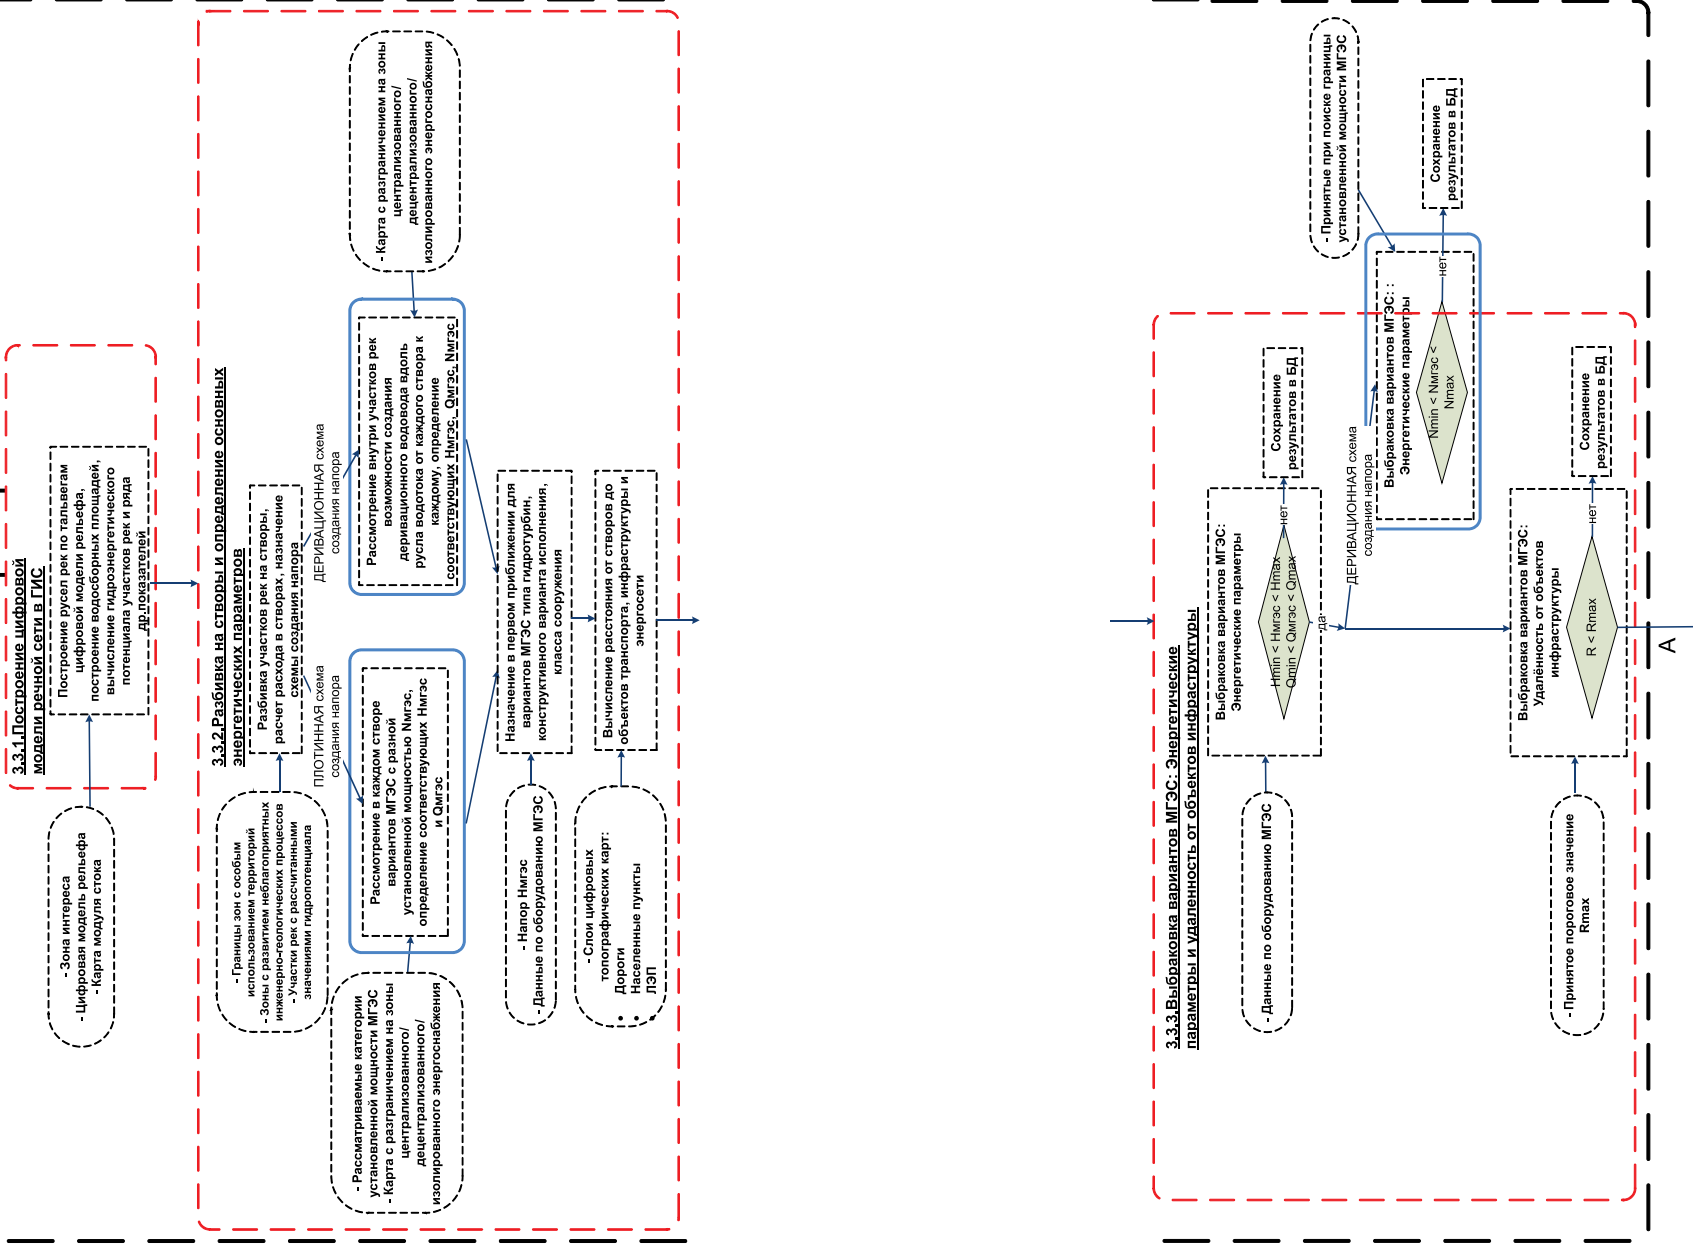 3.3.1.Построение цифровой
модели речной сети в ГИС
Построение русел рек по тальвегам
цифровой модели рельефа,
построение водосборных площадей,
вычисление гидроэнергетического
потенциала участков рек и ряда
др.показателей
- Зона интереса
- Цифровая модель рельефа
- Карта модуля стока
3.3.2.Разбивка на створы и определение основных
энергетических параметров
Разбивка участков рек на створы,
расчет расхода в створах, назначение
схемы создания напора
- Границы зон с особым
использованием территорий
- Зоны с развитием неблагоприятных
инженерно-геологических процессов
- Участки рек с рассчитанными
значениями гидропотенциала
ПЛОТИННАЯ схема
создания напора
ДЕРИВАЦИОННАЯ схема
создания напора
Рассмотрение в каждом створе
вариантов МГЭС с разной
установленной мощностью Nмгэс,
определение соответствующих Hмгэс
и Qмгэс
- Рассматриваемые категории
установленной мощности МГЭС
- Карта с разграничением на зоны
централизованного/
децентрализованного/
изолированного энергоснабжения
Рассмотрение внутри участков рек
возможности создания
деривационного водовода вдоль
русла водотока от каждого створа к
каждому, определение
соответствующих Hмгэс, Qмгэс, Nмгэс
- Карта с разграничением на зоны
централизованного/
децентрализованного/
изолированного энергоснабжения
Назначение в первом приближении для
вариантов МГЭС типа гидротурбин,
конструктивного варианта исполнения,
класса сооружения
- Напор Hмгэс
- Данные по оборудованию МГЭС
Вычисление расстояния от створов до
объектов транспорта, инфраструктуры и
энергосети
- Слои цифровых
топографических карт:
• Дороги
• Населенные пункты
• ЛЭП
3.3.3.Выбраковка вариантов МГЭС: Энергетические
параметры и удаленность от объектов инфраструктуры
Выбраковка вариантов МГЭС:
Энергетические параметры
Hmin < Hмгэс < Hmax
Qmin < Qмгэс < Qmax
нет
да
Сохранение
результатов в БД
- Данные по оборудованию МГЭС
ДЕРИВАЦИОННАЯ схема
создания напора
Выбраковка вариантов МГЭС: :
Энергетические параметры
Nmin < Nмгэс <
Nmax
нет
Сохранение
результатов в БД
- Принятые при поиске границы
установленной мощности МГЭС
Выбраковка вариантов МГЭС:
Удалённость от объектов
инфраструктуры
R < Rmax
нет
Сохранение
результатов в БД
- Принятое пороговое значение
Rmax
А